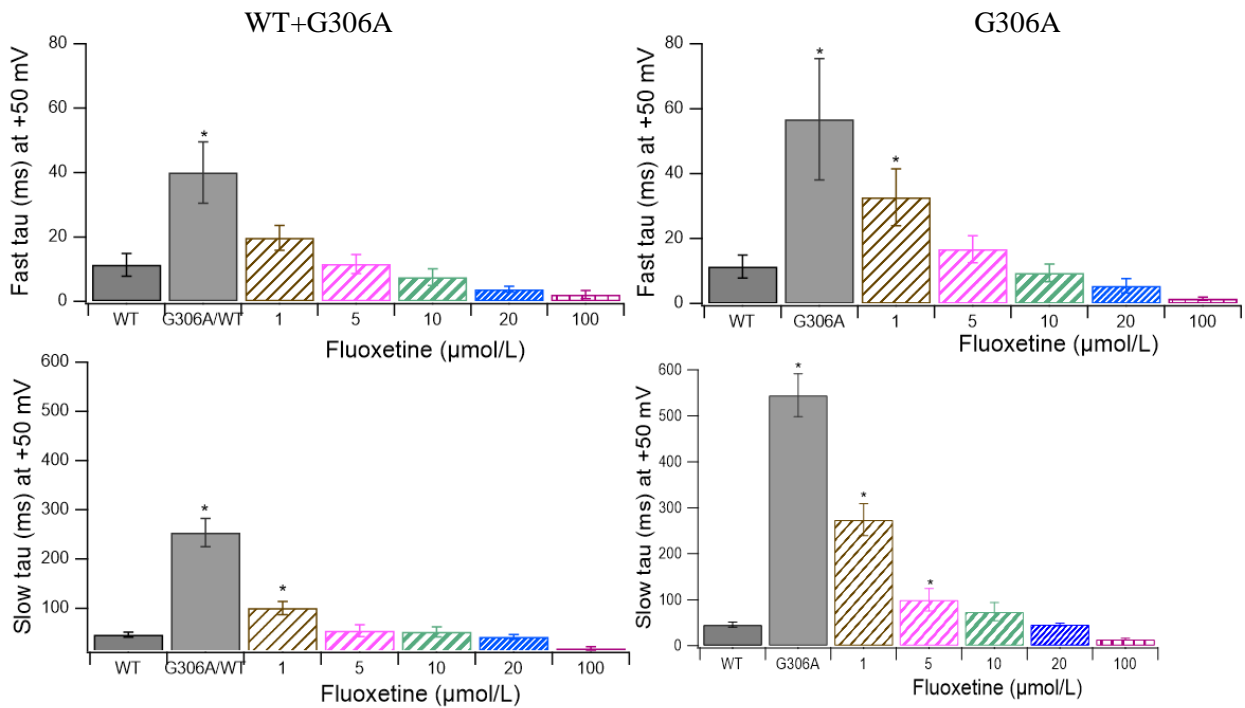 WT+G306A
G306A
Fast tau (ms) at +50 mV
80
60
40
20
0
*
WT
G306A/WT
1
5
10
20
100
Fluoxetine (µmol/L)
Fast tau (ms) at +50 mV
80
60
40
20
0
*
*
WT
G306A
1
5
10
20
100
Fluoxetine (µmol/L)
Slow tau (ms) at +50 mV
600
500
400
300
200
100
*
*
WT
G306A/WT
1
5
10
20
100
Fluoxetine (µmol/L)
Slow tau (ms) at +50 mV
600
500
400
300
200
100
0
*
*
*
WT
G306A
1
5
10
20
100
Fluoxetine (µmol/L)